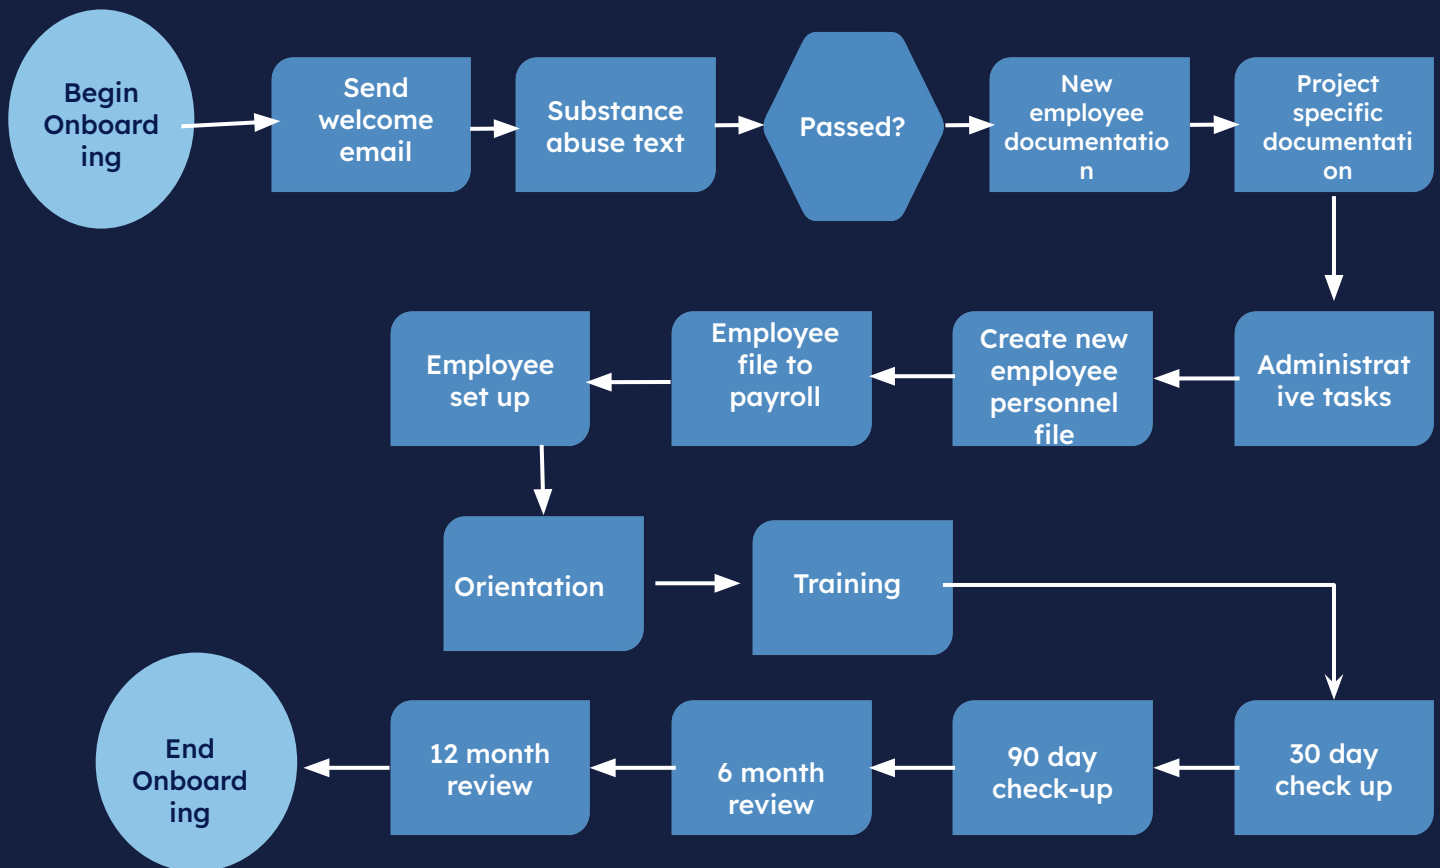 Begin
Onboard
ing
Send
welcome
email
Substance
abuse text
Passed?
New
employee
documentatio
n
Project
specific
documentati
on
Administrat
ive tasks
Create new
employee
personnel
file
Employee
file to
payroll
Employee
set up
Orientation
Training
30 day
check up
90 day
check-up
6 month
review
12 month
review
End
Onboard
ing